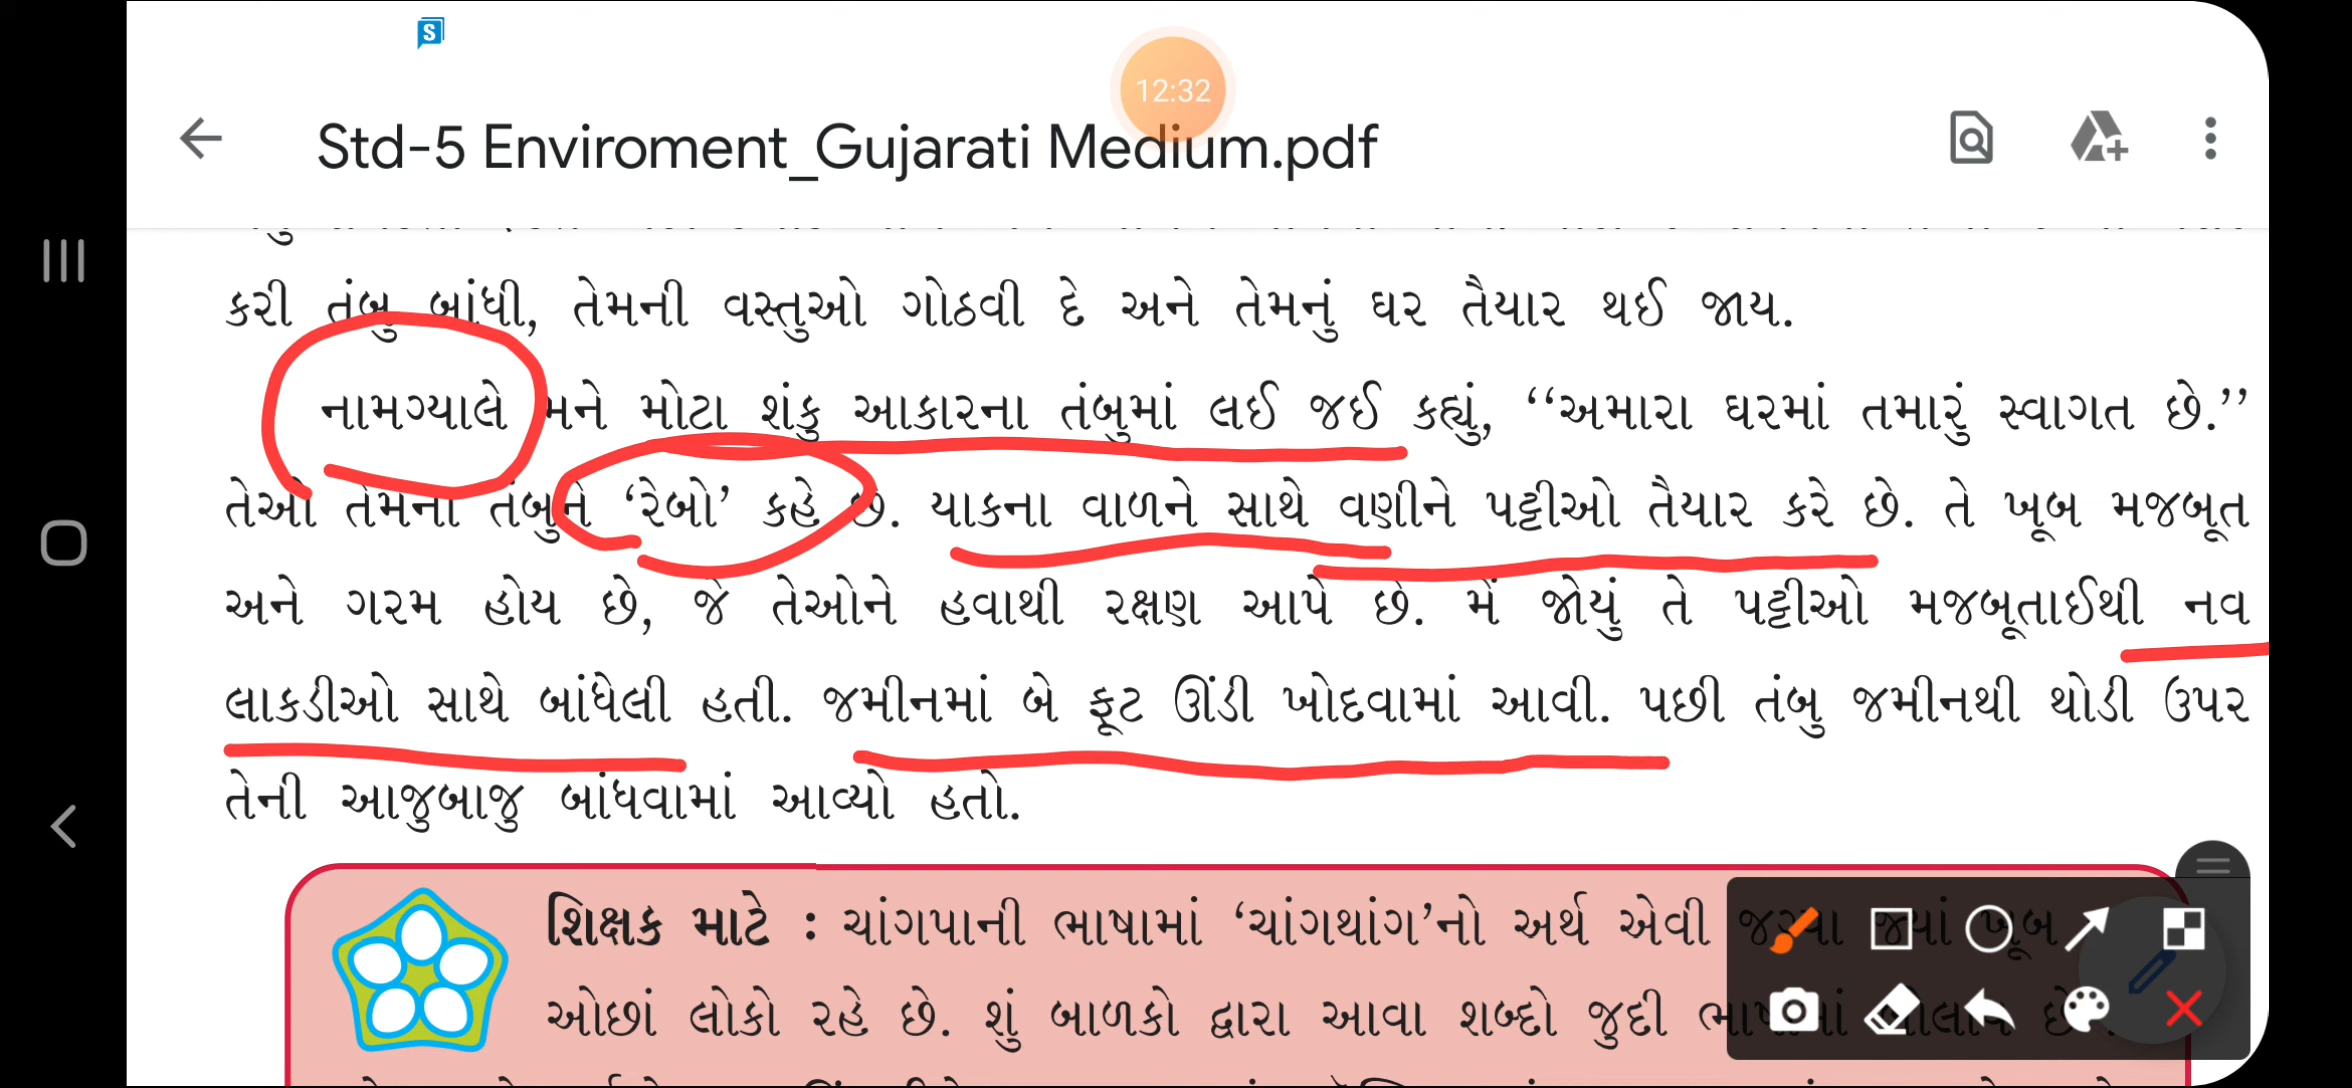 S
12:32
Std-5 Enviroment_Gujarati Medium.pdf
કરી તંબુ બાંધી, તેમની વસ્તુઓ ગોઠવી દે અને તેમનું ઘર તૈયાર થઈ જાય.
નામગ્યાલે મને મોટા શંકુ આકારના તંબુમાં લઈ જઈ કહ્યું, ‘‘અમારા ઘરમાં તમારું સ્વાગત છે.’’
તેઓ તેમના તંબુને ‘રેબો’ કહે છે. યાકના વાળને સાથે વણીને પટ્ટીઓ તૈયાર કરે છે. તે ખૂબ મજબૂત
અને ગરમ હોય છે, જે તેઓને હવાથી રક્ષણ આપે છે. મેં જોયું તે પટ્ટીઓ મજબૂતાઈથી નવ
લાકડીઓ સાથે બાંધેલી હતી. જમીનમાં બે ફૂટ ઊંડી ખોદવામાં આવી. પછી તંબુ જમીનથી થોડી ઉપર
તેની આજુબાજુ બાંધવામાં આવ્યો હતો.
શિક્ષક માટે : ચાંગપાની ભાષામાં ‘ચાંગથાંગ’નો અર્થ એવી જગ્યા જ્યાં ખૂબ
ઓછાં લોકો રહે છે. શું બાળકો દ્વારા આવા શબ્દો જુદી ભાષામાં